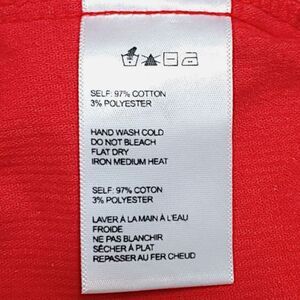 SELF: 97% COTTON
3% POLYESTER
HAND WASH COLD
DO NOT BLEACH
FLAT DRY
IRON MEDIUM HEAT
SELF: 97% COTON
3% POLYESTER
LAVER À LA MAIN À L'EAU
FROIDE
NE PAS BLANCHIR
SÉCHER À PLAT
REPASSER AU FER CHEUD